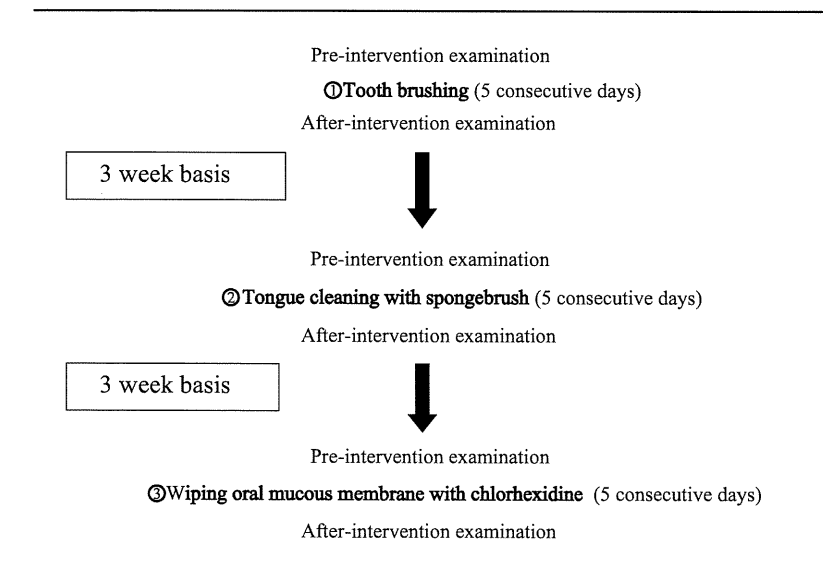 Pre-intervention examination
①Tooth brushing (5 consecutive days)
After-intervention examination
3 week basis
Pre-intervention examination
②Tongue cleaning with spongebrush (5 consecutive days)
After-intervention examination
3 week basis
Pre-intervention examination
③Wiping oral mucous membrane with chlorhexidine (5 consecutive days)
After-intervention examination